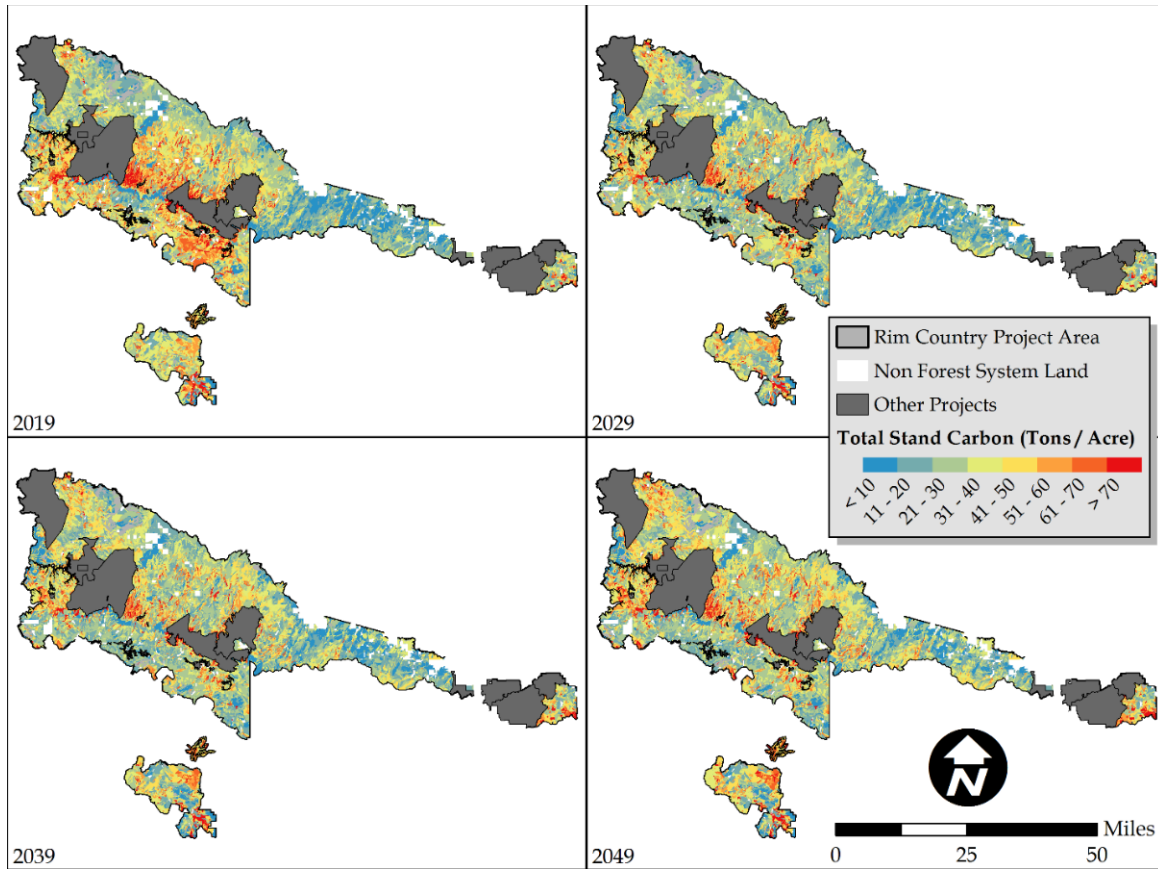 2019
2029
Rim Country Project Area
Non Forest System Land
Other Projects
Total Stand Carbon (Tons / Acre)
< 10
11 - 20
21 - 30
31 - 40
41 - 50
51 - 60
61 - 70
> 70
2039
2049
N
Miles
0
25
50